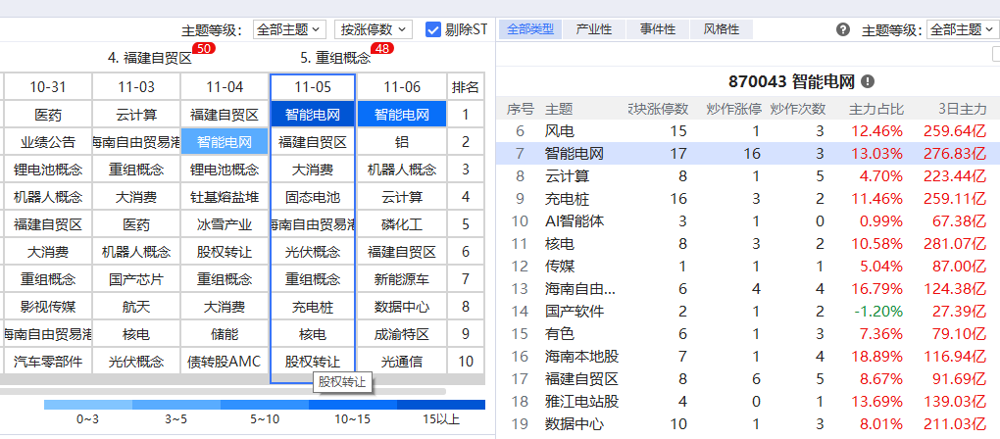 主题等级： 全部主题 按涨停数 剔除ST
4. 福建自贸区 50 5. 重组概念 48
10-31 11-03 11-04 11-05 11-06 排名
医药 云计算 福建自贸区 智能电网 智能电网 1
业绩公告 海南自由贸易港 智能电网 福建自贸区 铝 2
锂电池概念 重组概念 锂电池概念 大消费 机器人概念 3
机器人概念 大消费 钍基熔盐堆 固态电池 云计算 4
福建自贸区 医药 冰雪产业 海南自由贸易港 磷化工 5
大消费 机器人概念 股权转让 光伏概念 福建自贸区 6
重组概念 国产芯片 重组概念 重组概念 新能源车 7
影视传媒 航天 大消费 充电桩 数据中心 8
海南自由贸易港 核电 储能 核电 成渝特区 9
汽车零部件 光伏概念 债转股AMC 股权转让 光通信 10
股权转让
0~3 3~5 5~10 10~15 15以上
全部类型 产业性 事件性 风格性 ? 主题等级： 全部主题
870043 智能电网
序号 主题 板块涨停数 炒作涨停 炒作次数 主力占比 3日主力
6 风电 15 1 3 12.46% 259.64亿
7 智能电网 17 16 3 13.03% 276.83亿
8 云计算 8 1 5 4.70% 223.44亿
9 充电桩 16 3 2 11.46% 259.11亿
10 AI智能体 3 1 0 0.99% 67.38亿
11 核电 8 3 2 10.58% 281.07亿
12 传媒 1 1 1 5.04% 87.00亿
13 海南自由... 6 4 4 16.79% 124.38亿
14 国产软件 2 1 2 -1.20% 27.39亿
15 有色 6 1 3 7.36% 79.10亿
16 海南本地股 7 1 4 18.89% 116.94亿
17 福建自贸区 8 6 5 8.67% 91.69亿
18 雅江电站股 4 0 1 13.69% 139.03亿
19 数据中心 10 1 3 8.01% 211.03亿